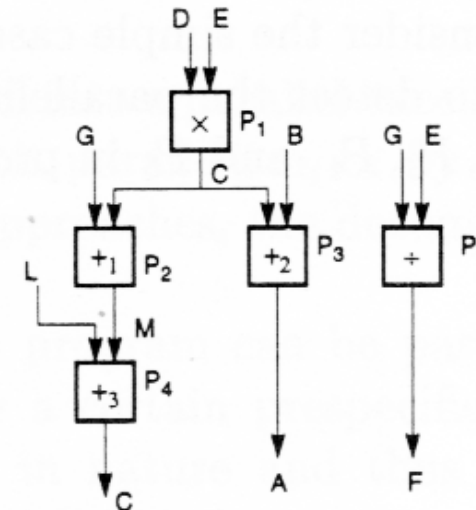 D E
× P1
G C B G E
+1 P2 +2 P3 ÷ P
L M
+3 P4
C A F